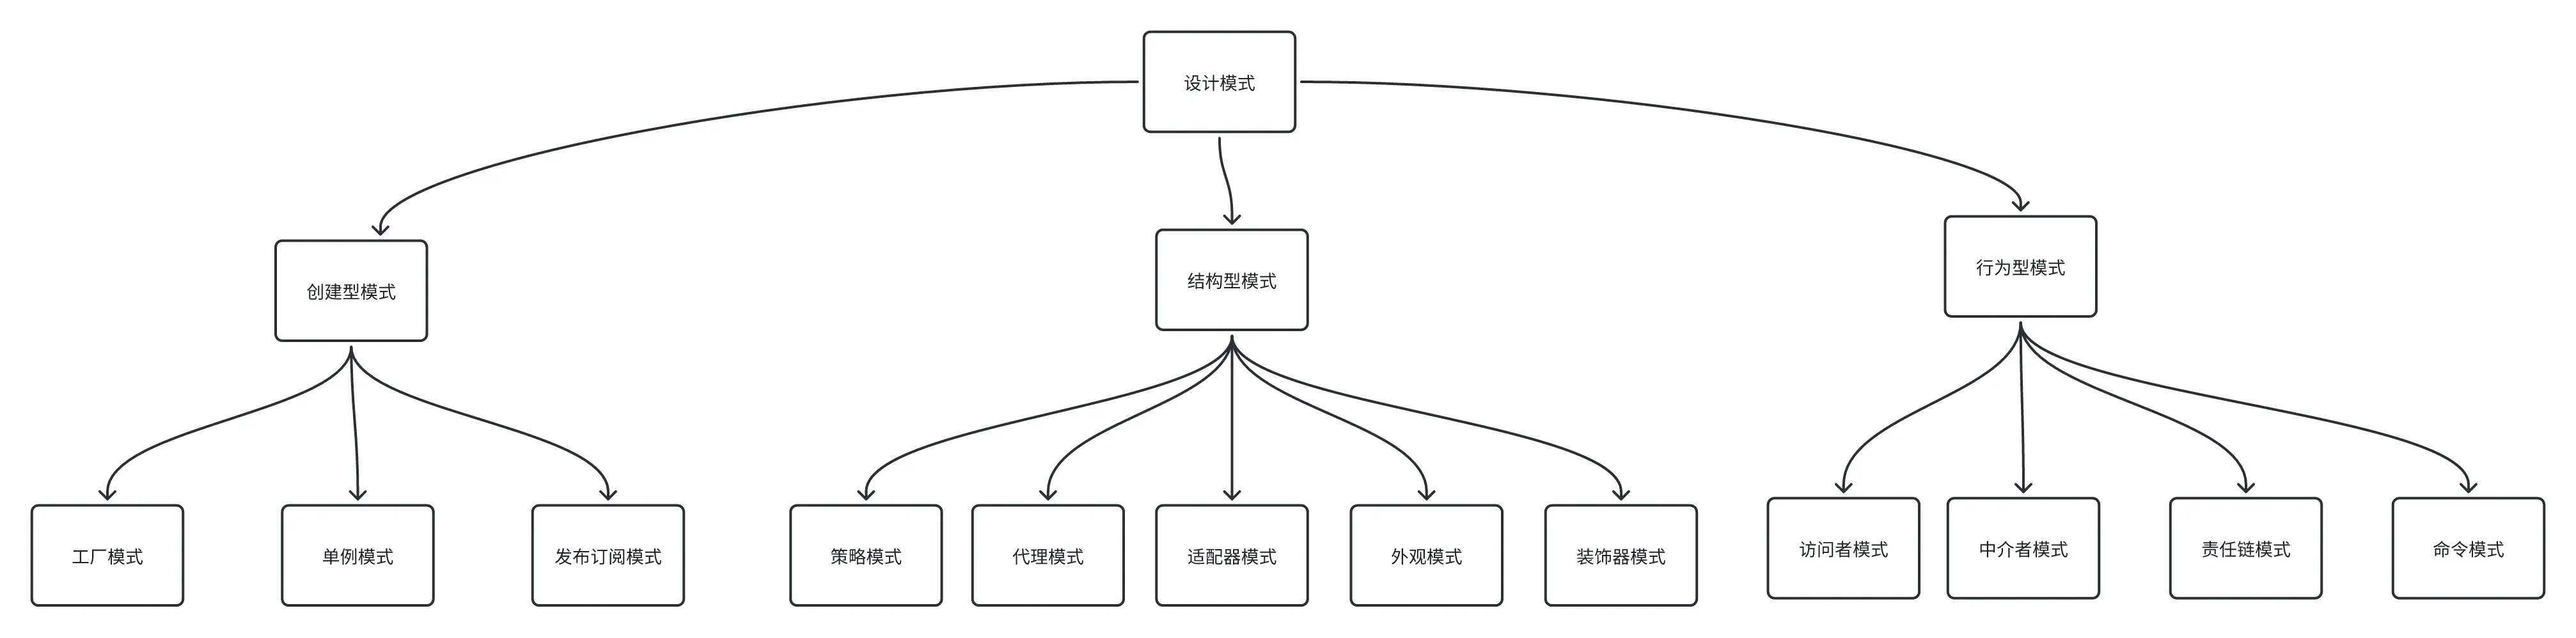 设计模式
创建型模式
结构型模式
行为型模式
工厂模式
单例模式
发布订阅模式
策略模式
代理模式
适配器模式
外观模式
装饰器模式
访问者模式
中介者模式
责任链模式
命令模式